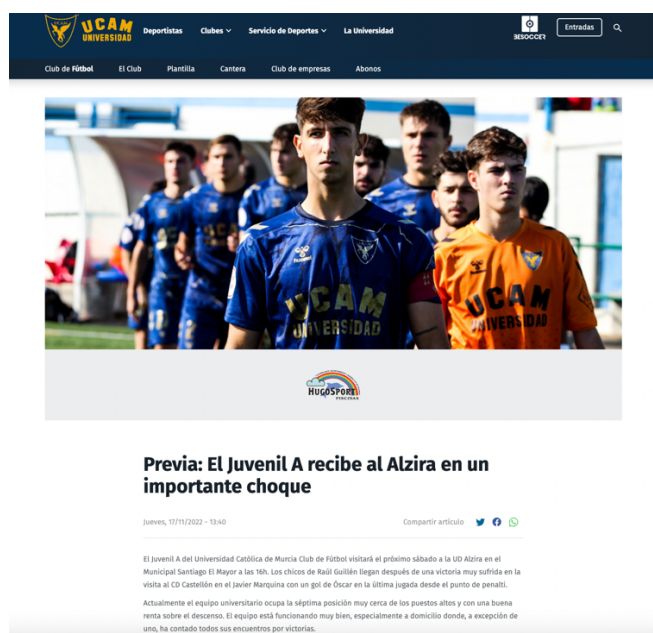 UCAM
UNIVERSIDAD
Deportistas Clubes Servicio de Deportes La Universidad
BESOCCER
Entradas
Club de Fútbol El Club Plantilla Cantera Club de empresas Abonos
UCAM
UNIVERSIDAD
UCAM
UNIVERSIDAD
HUGOSPORT
PISCINAS
Previa: El Juvenil A recibe al Alzira en un
importante choque
Jueves, 17/11/2022 - 13:40
Compartir artículo
El Juvenil A del Universidad Católica de Murcia Club de Fútbol visitará el próximo sábado a la UD Alzira en el
Municipal Santiago El Mayor a las 16h. Los chicos de Raúl Guillén llegan después de una victoria muy sufrida en la
visita al CD Castellón en el Javier Marquina con un gol de Óscar en la última jugada desde el punto de penalti.
Actualmente el equipo universitario ocupa la séptima posición muy cerca de los puestos altos y con una buena
renta sobre el descenso. El equipo está funcionando muy bien, especialmente a domicilio donde, a excepción de
uno, ha contado todos sus encuentros por victorias.